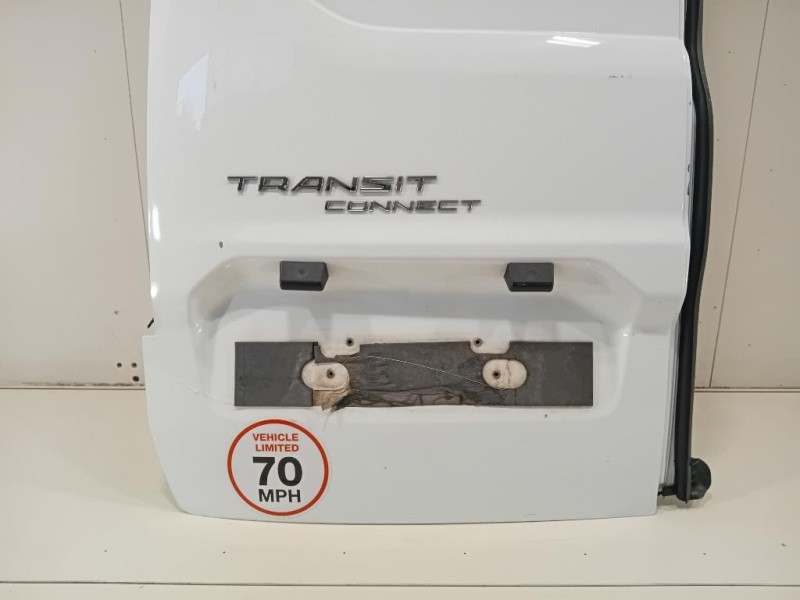 TRANSIT
CONNECT
VEHICLE
LIMITED
70
MPH